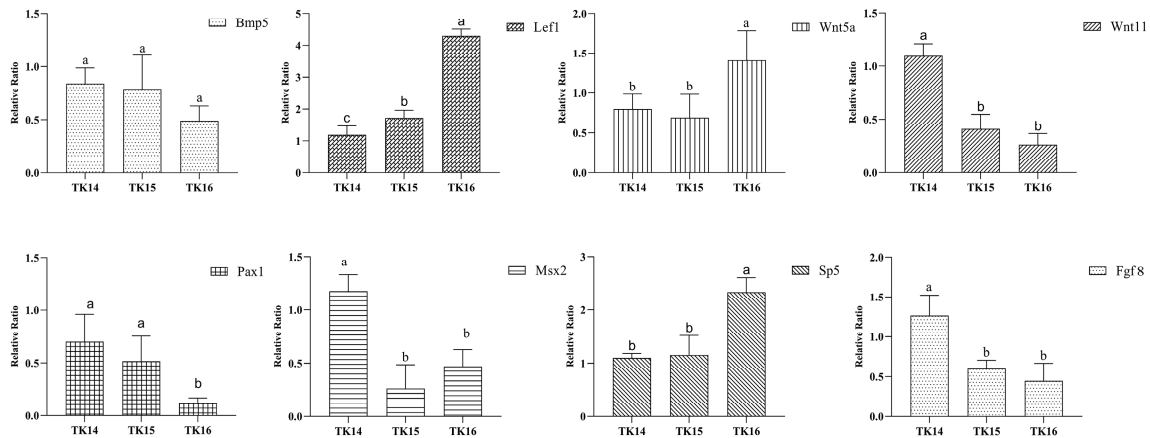 Bmp5
Relative Ratio
1.5
1.0
0.5
0.0
a
a
a
TK14 TK15 TK16
Lef1
Relative Ratio
5
4
3
2
1
0
c
b
a
TK14 TK15 TK16
Wnt5a
Relative Ratio
2.0
1.5
1.0
0.5
0.0
b
b
a
TK14 TK15 TK16
Wnt11
Relative Ratio
1.5
1.0
0.5
0.0
a
b
b
TK14 TK15 TK16
Pax1
Relative Ratio
1.5
1.0
0.5
0.0
a
a
b
TK14 TK15 TK16
Msx2
Relative Ratio
1.5
1.0
0.5
0.0
a
b
b
TK14 TK15 TK16
Sp5
Relative Ratio
3
2
1
0
b
b
a
TK14 TK15 TK16
Fgf8
Relative Ratio
2.0
1.5
1.0
0.5
0.0
a
b
b
TK14 TK15 TK16